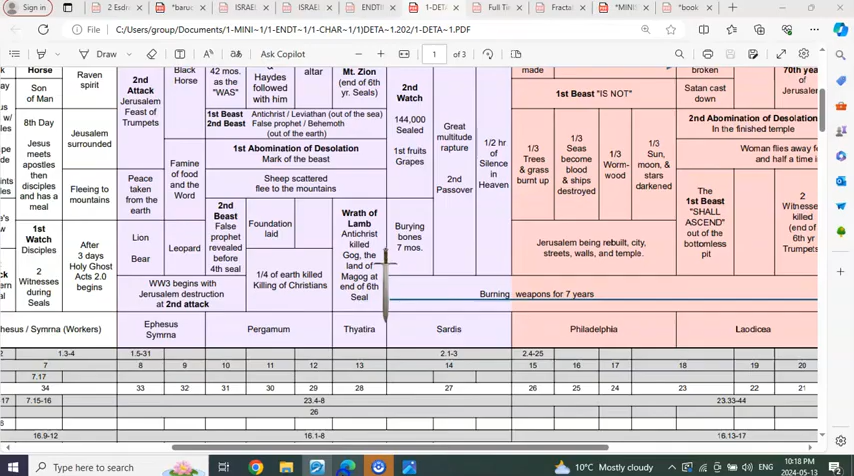 Sign in
2 Esdr
*baruc
ISRAEL
ISRAEL
ENDTII
1-DETA
Full Tin
Fractal
*MINIS
*book
C:/Users/group/Documents/1-MINI~1/1-ENDT~1/1-CHAR~1/1)DETA~1.202/1-DETA~1.PDF
Draw
Ask Copilot
1
of 3
Horse
Son
of Man
8th Day
Jesus
meets
apostles
then
disciples
and has a
meal
1st
Watch
Disciples
2
Witnesses
during
Seals
Raven
spirit
Jerusalem
surrounded
Fleeing to
mountains
After
3 days
Holy Ghost
Acts 2.0
begins
2nd
Attack
Jerusalem
Feast of
Trumpets
Peace
taken
from the
earth
Lion
Bear
Black
Horse
Famine
of food
and the
Word
Leopard
WW3 begins with
Jerusalem destruction
at 2nd attack
42 mos.
as the
"WAS"
&
Haydes
followed
with him
altar
Mt. Zion
(end of 6th
yr. Seals)
1st Beast Antichrist / Leviathan (out of the sea)
2nd Beast False prophet / Behemoth
(out of the earth)
1st Abomination of Desolation
Mark of the beast
Sheep scattered
flee to the mountains
2nd
Beast
False
prophet
revealed
before
4th seal
Foundation
laid
1/4 of earth killed
Killing of Christians
Wrath of
Lamb
Antichrist
killed
Gog, the
land of
Magog at
end of 6th
Seal
2nd
Watch
144,000
Sealed
1st fruits
Grapes
Burying
bones
7 mos.
Great
multitude
rapture
2nd
Passover
1/2 hr
of
Silence
in
Heaven
Burning weapons for 7 years
made
1st Beast "IS NOT"
1/3
Trees
& grass
burnt up
1/3
Seas
become
blood
& ships
destroyed
1/3
Worm-
wood
1/3
Sun,
moon, &
stars
darkened
Jerusalem being rebuilt, city,
streets, walls, and temple.
broken
Satan cast
down
70th year
of Jerusale
2nd Abomination of Desolation
In the finished temple
Woman flies away fo
and half a time i
The
1st Beast
"SHALL
ASCEND"
out of the
bottomless
pit
2
Witnesse
killed
(end of
6th yr
Trumpets
hesus / Symrna (Workers)
Ephesus
Symrna
Pergamum
Thyatira
Sardis
Philadelphia
Laodicea
1.3-4
1.5-31
2.1-3
2.4-25
7
8
9
10
11
12
13
14
15
16
17
18
19
20
7.17
34
33
32
31
30
29
28
27
26
25
24
23
22
21
17
7.15-16
23.4-8
23.33-44
26
16.9-12
16.1-8
16.13-17
Type here to search
10°C Mostly cloudy
ENG
10:18 PM
2024-05-13
2